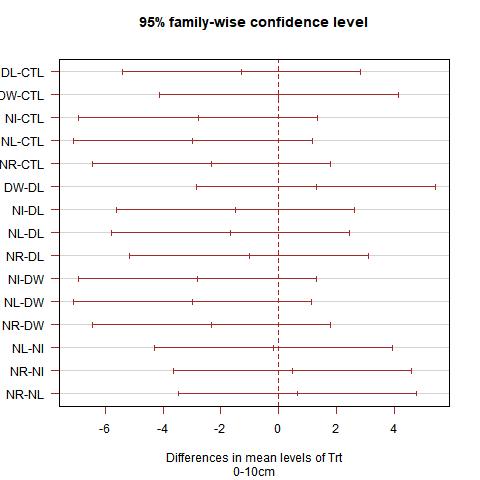 95% family-wise confidence level
DL-CTL
DW-CTL
NI-CTL
NL-CTL
NR-CTL
DW-DL
NI-DL
NL-DL
NR-DL
NI-DW
NL-DW
NR-DW
NL-NI
NR-NI
NR-NL
-6 -4 -2 0 2 4
Differences in mean levels of Trt
0-10cm